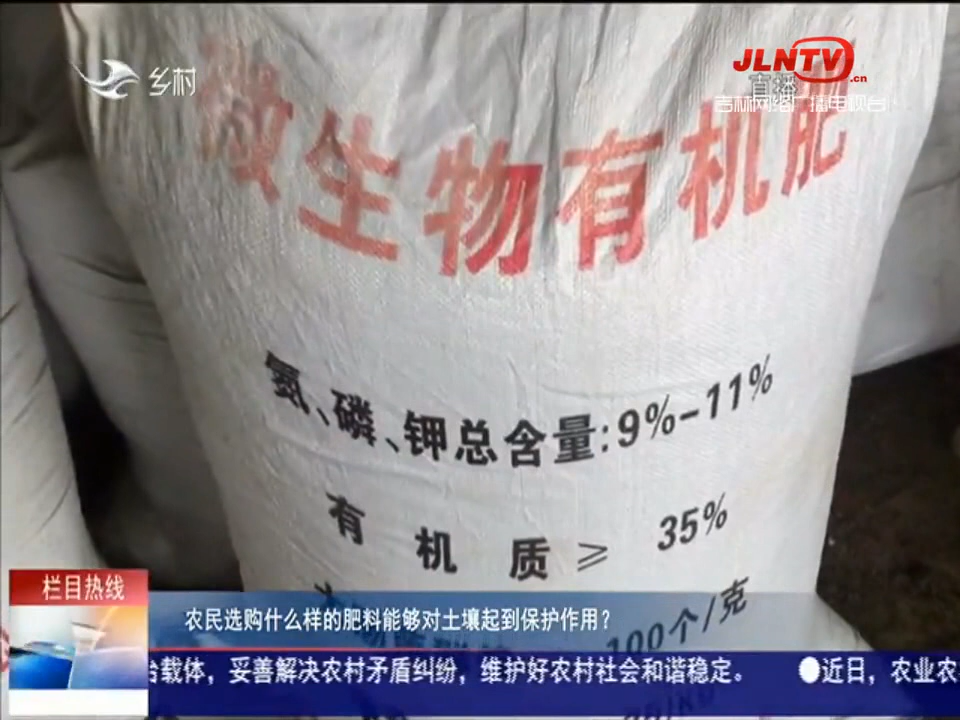 乡村
JLNTV
.cn
直播
吉林网络广播电视台
微生物有机肥
氮、磷、钾总含量:9%-11%
有机质≥35%
100个/克
栏目热线
农民选购什么样的肥料能够对土壤起到保护作用?
台载体，妥善解决农村矛盾纠纷，维护好农村社会和谐稳定。 ●近日，农业农